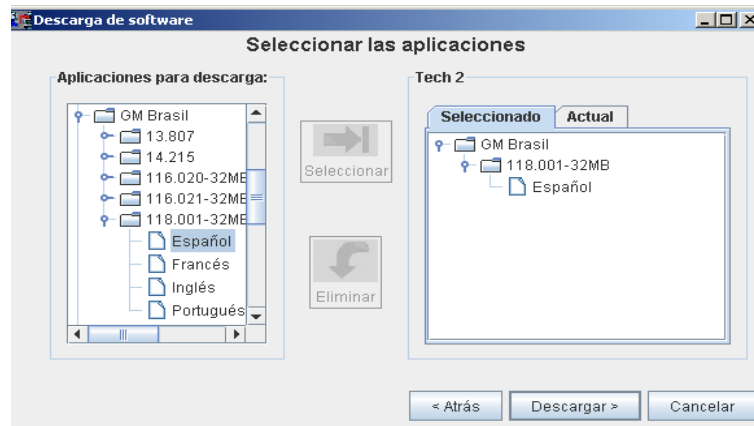 Descarga de software
Seleccionar las aplicaciones
Aplicaciones para descarga:
GM Brasil
13.807
14.215
116.020-32MB
116.021-32ME
118.001-32ME
Español
Francés
Inglés
Portugués
Seleccionar
Eliminar
Tech 2
Seleccionado
Actual
GM Brasil
118.001-32MB
Español
< Atrás
Descargar >
Cancelar